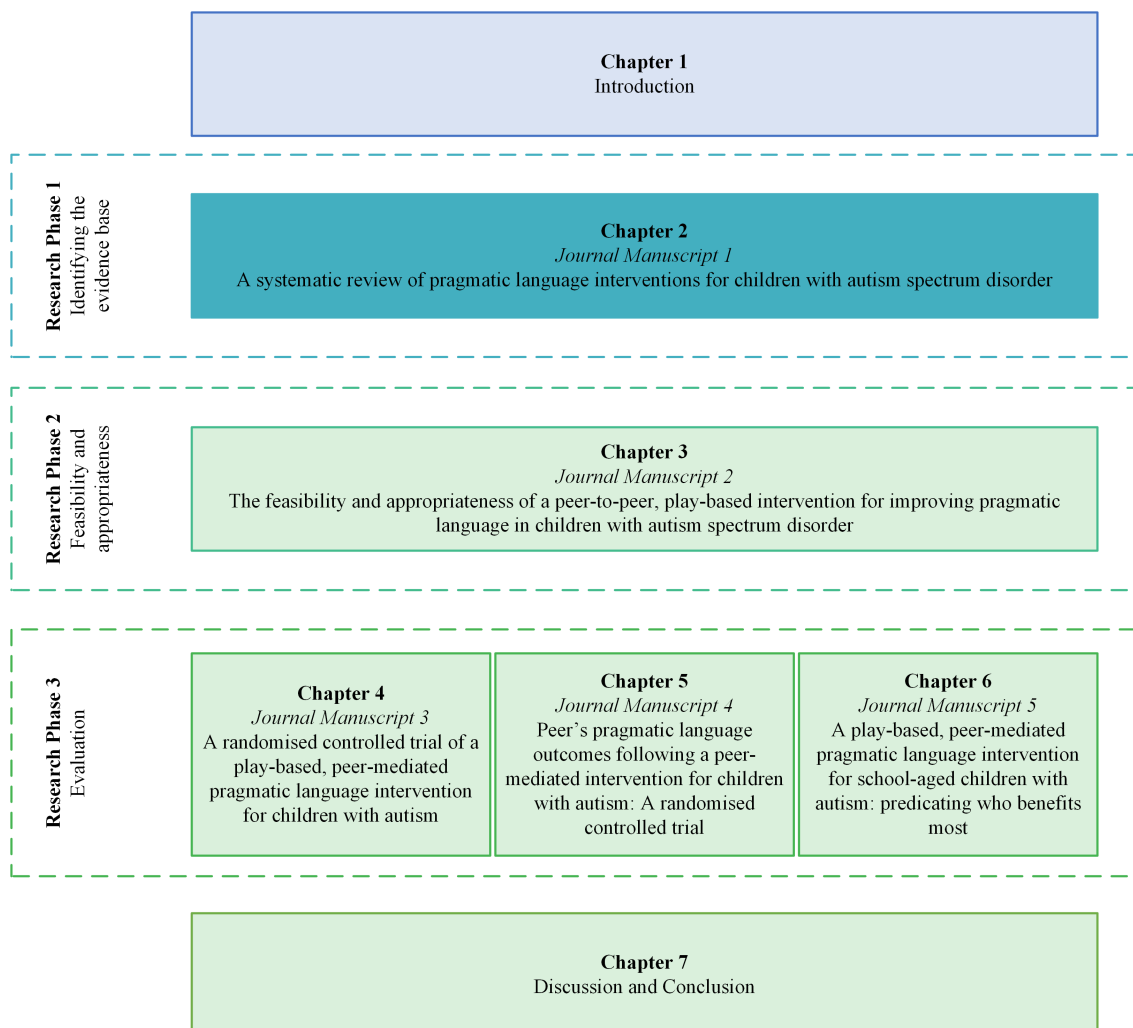 Chapter 1
Introduction
Research Phase 1
Identifying the
evidence base
Chapter 2
Journal Manuscript 1
A systematic review of pragmatic language interventions for children with autism spectrum disorder
Research Phase 2
Feasibility and
appropriateness
Chapter 3
Journal Manuscript 2
The feasibility and appropriateness of a peer-to-peer, play-based intervention for improving pragmatic
language in children with autism spectrum disorder
Research Phase 3
Evaluation
Chapter 4
Journal Manuscript 3
A randomised controlled trial of a
play-based, peer-mediated
pragmatic language intervention
for children with autism
Chapter 5
Journal Manuscript 4
Peer's pragmatic language
outcomes following a peer-
mediated intervention for children
with autism: A randomised
controlled trial
Chapter 6
Journal Manuscript 5
A play-based, peer-mediated
pragmatic language intervention
for school-aged children with
autism: predicating who benefits
most
Chapter 7
Discussion and Conclusion